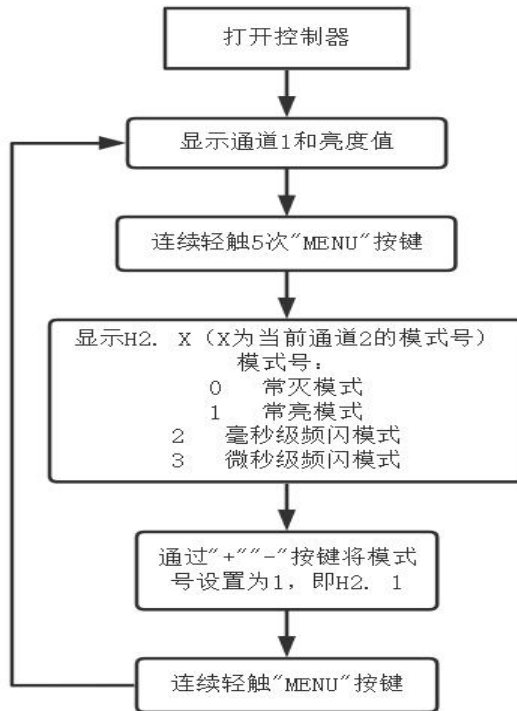 打开控制器
显示通道1和亮度值
连续轻触5次"MENU"按键
显示H2. X（X为当前通道2的模式号）
模式号：
0 常灭模式
1 常亮模式
2 毫秒级频闪模式
3 微秒级频闪模式
通过"+""-"按键将模式
号设置为1，即H2. 1
连续轻触"MENU"按键